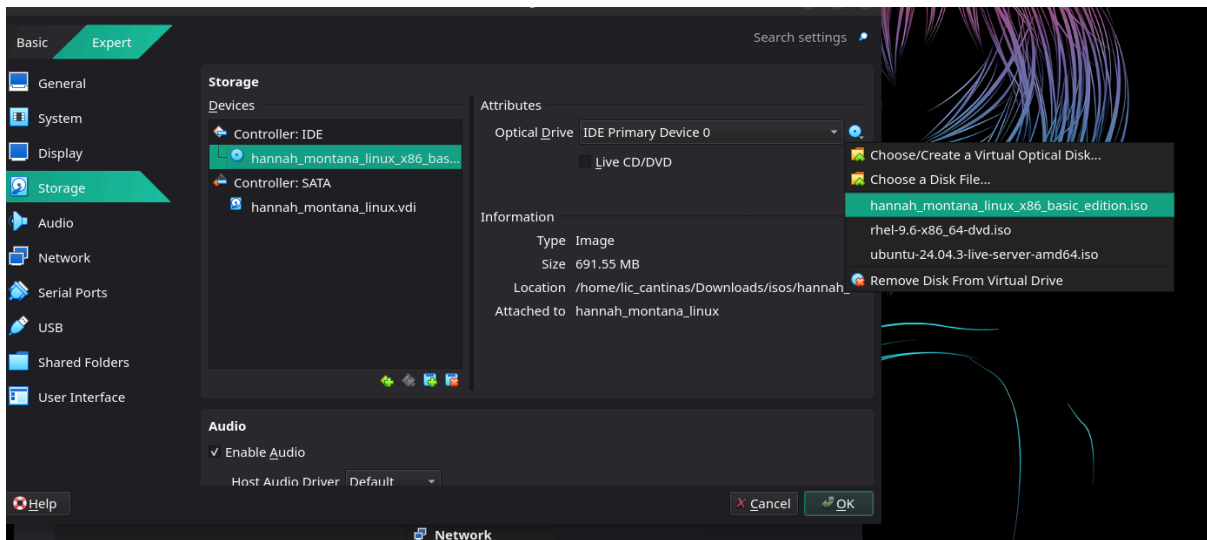 Basic
Expert
Search settings
General
System
Display
Storage
Audio
Network
Serial Ports
USB
Shared Folders
User Interface
Storage
Devices
Controller: IDE
hannah_montana_linux_x86_bas...
Controller: SATA
hannah_montana_linux.vdi
Attributes
Optical Drive IDE Primary Device 0
Live CD/DVD
Information
Type Image
Size 691.55 MB
Location /home/lic_cantinas/Downloads/isos/hannah_
Attached to hannah_montana_linux
Choose/Create a Virtual Optical Disk...
Choose a Disk File...
hannah_montana_linux_x86_basic_edition.iso
rhel-9.6-x86_64-dvd.iso
ubuntu-24.04.3-live-server-amd64.iso
Remove Disk From Virtual Drive
Audio
Enable Audio
Host Audio Driver Default
Help
Cancel
OK
Network